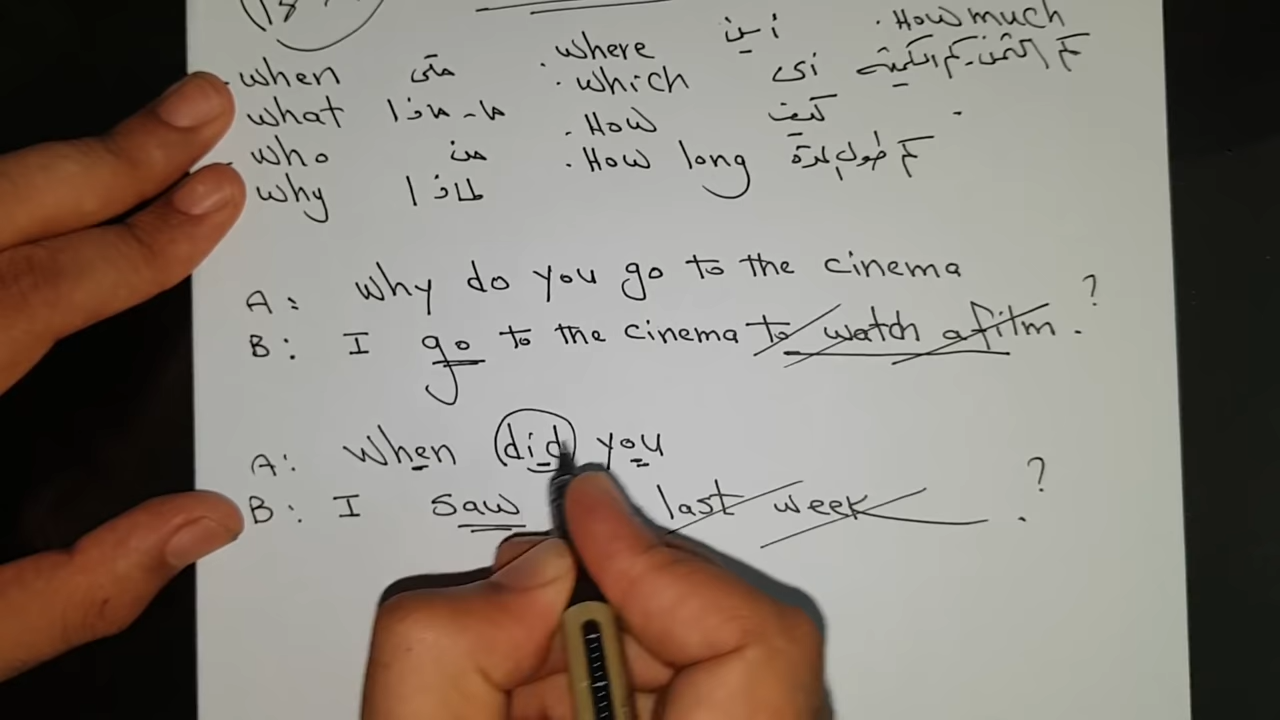 . How much
. where أين
كم الثمن - كم الكمية
- when متى
. which أي
what ما - ماذا
. How كيف
- who من
. How long كم طول المدة
why لماذا
A: Why do you go to the cinema
B: I go to the cinema to watch a film . ?
A: When did you
B: I saw last week . ?